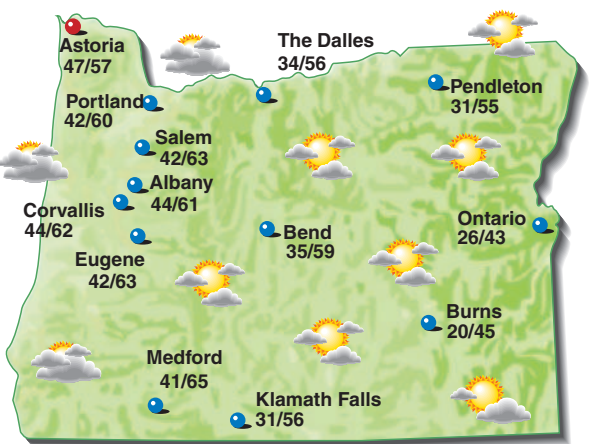 Astoria
47/57
The Dalles
34/56
Pendleton
31/55
Portland
42/60
Salem
42/63
Albany
44/61
Corvallis
44/62
Eugene
42/63
Bend
35/59
Ontario
26/43
Burns
20/45
Medford
41/65
Klamath Falls
31/56